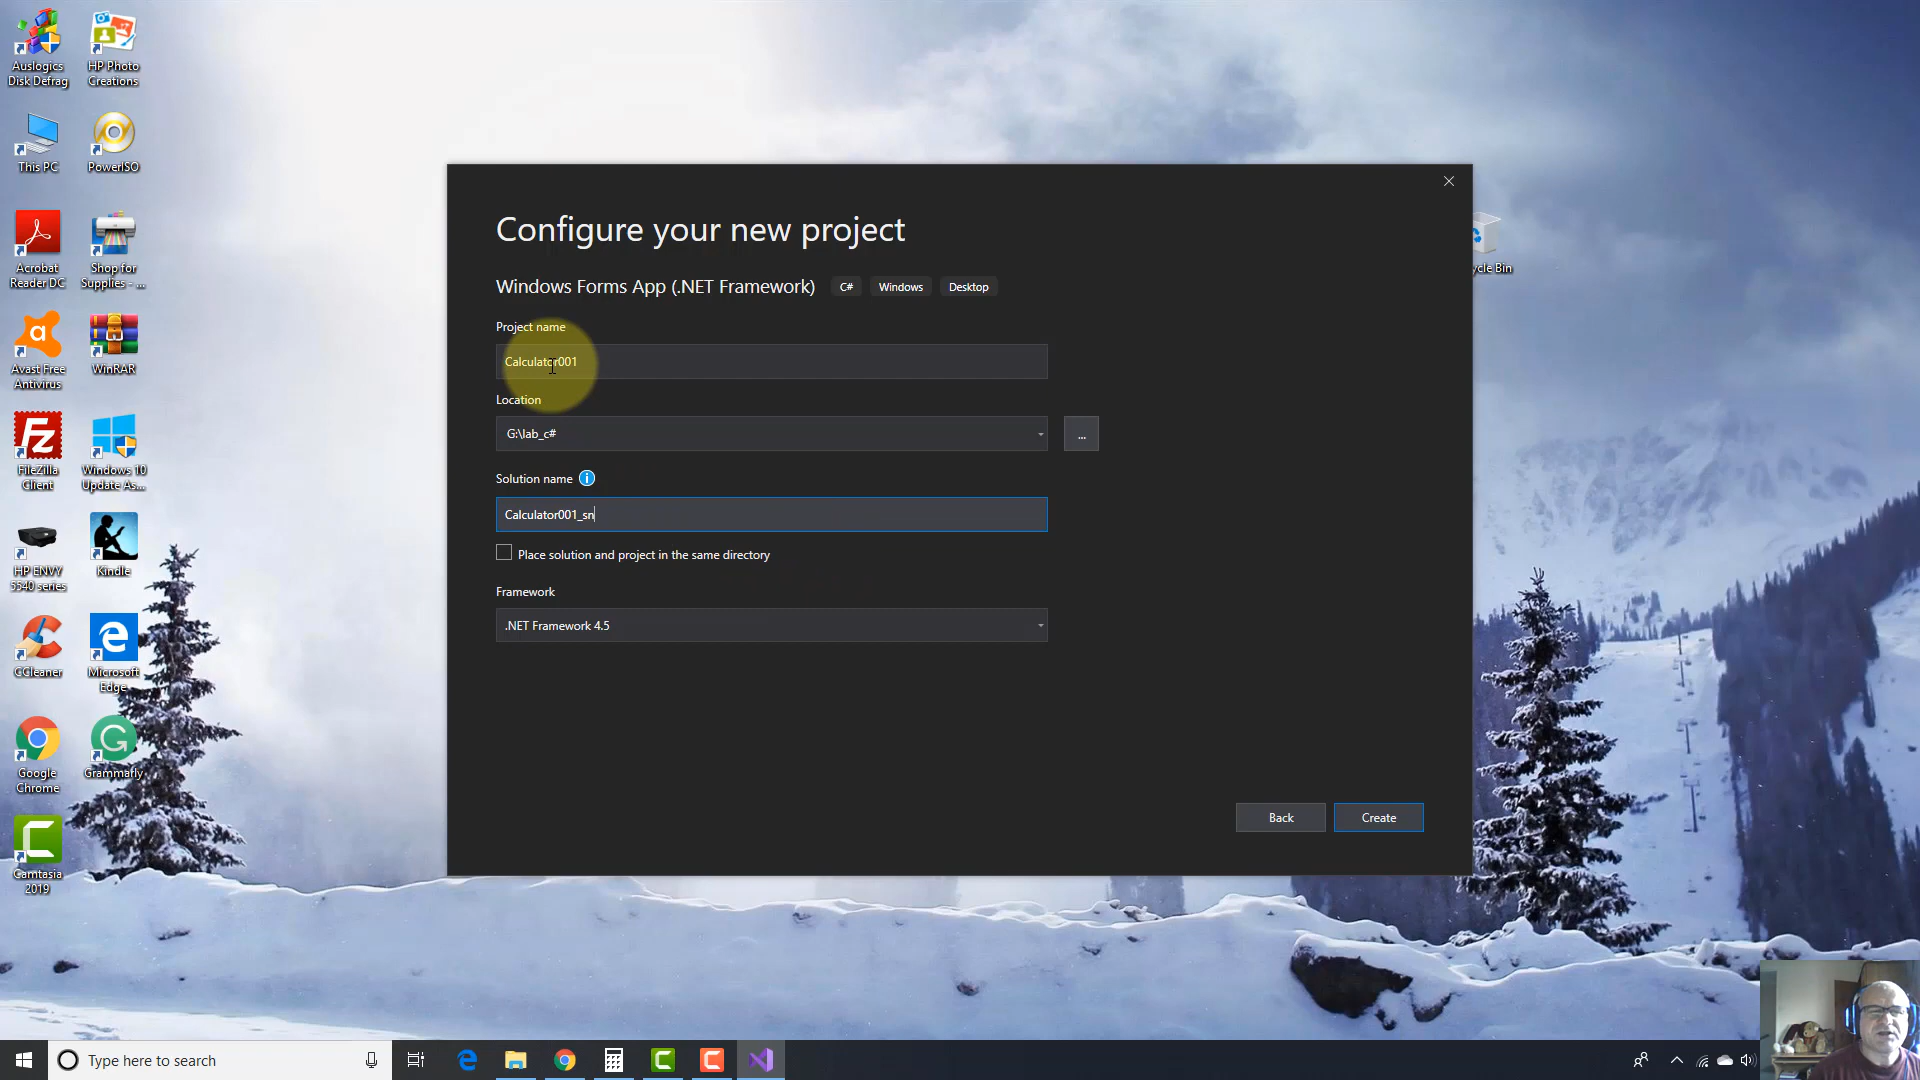 Auslogics
Disk Defrag
HP Photo
Creations
This PC
PowerISO
Acrobat
Reader DC
Shop for
Supplies - ...
Avast Free
Antivirus
WinRAR
FileZilla
Client
Windows 10
Update As...
HP ENVY
5540 series
Kindle
CCleaner
Microsoft
Edge
Google
Chrome
Grammarly
Camtasia
2019
Configure your new project
Windows Forms App (.NET Framework) C# Windows Desktop
Project name
Calculator001
Location
G:\lab_c#
...
Solution name
Calculator001_sn
Place solution and project in the same directory
Framework
.NET Framework 4.5
Back Create
cle Bin
Type here to search